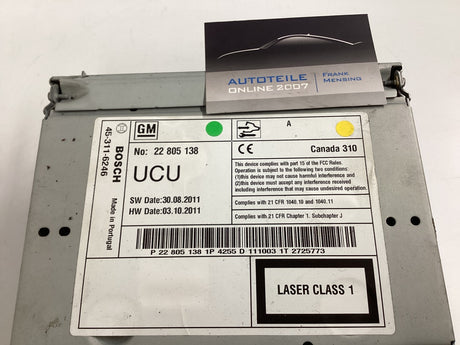 AUTOTEILE
ONLINE 2007
FRANK
MENSING
45-311-6246
BOSCH
Made in Portugal
GM
No: 22 805 138
UCU
SW Date:30.08.2011
HW Date:03.10.2011
A
CE
Canada 310
This device complies with part 15 of the FCC Rules.
Operation is subject to the following two conditions:
(1)this device may not cause harmful interference and
(2)this device must accept any interference received
including interference that may cause undesired operation.
Complies with 21 CFR 1040.10 and 1040.11
Complies with 21 CFR Chapter 1. Subchapter J
P 22 805 138 1P 4255 D 111003 1T 2725773
LASER CLASS 1